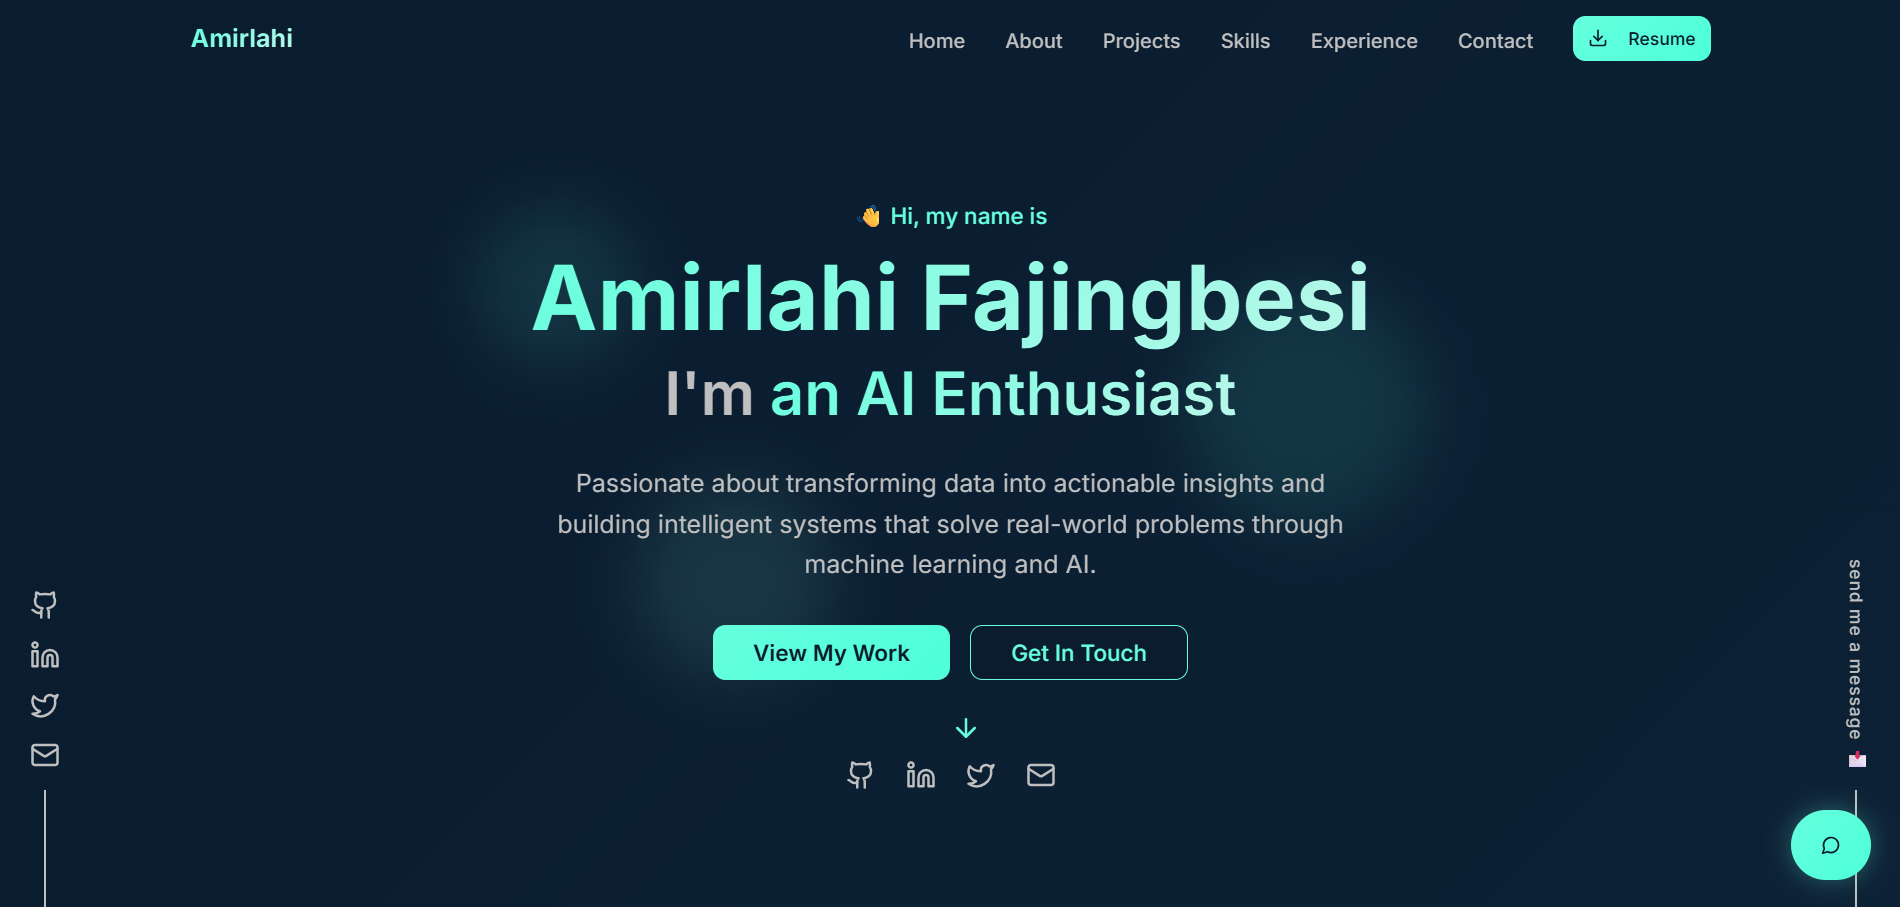 Amirlahi
Home About Projects Skills Experience Contact Resume
👋 Hi, my name is
Amirlahi Fajingbesi
I'm an AI Enthusiast
Passionate about transforming data into actionable insights and
building intelligent systems that solve real-world problems through
machine learning and AI.
View My Work Get In Touch
send me a message 📩